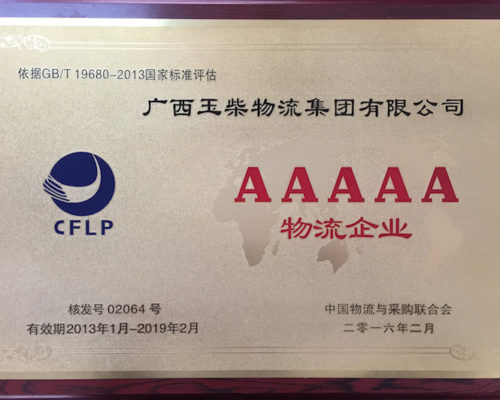 依据GB/T 19680-2013国家标准评估
广西玉柴物流集团有限公司
AAAAA
物流企业
CFLP
核发号 02064 号
有效期2013年1月-2019年2月
中国物流与采购联合会
二零一六年二月